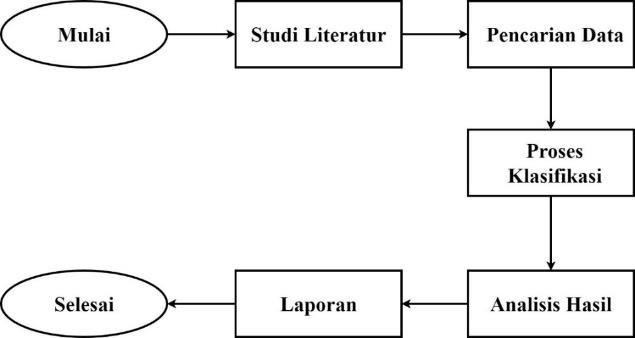 Mulai
Studi Literatur
Pencarian Data
Proses
Klasifikasi
Analisis Hasil
Laporan
Selesai